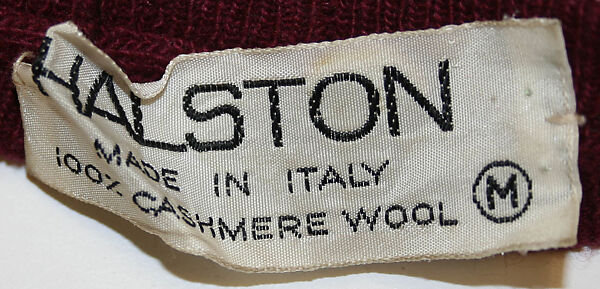 HALSTON
MADE IN ITALY
100% CASHMERE WOOL M